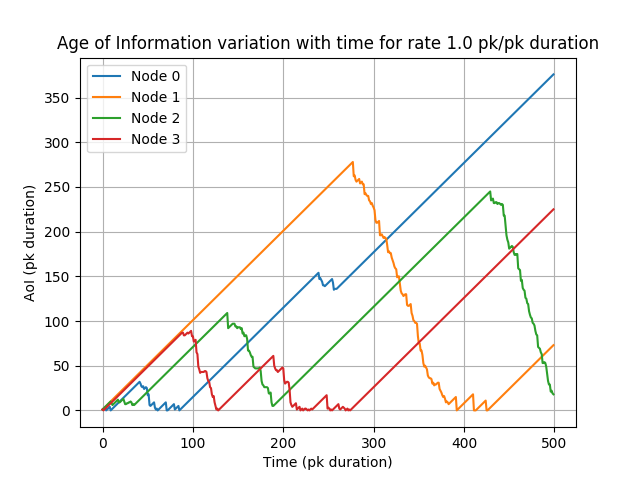 Age of Information variation with time for rate 1.0 pk/pk duration
Node 0
Node 1
Node 2
Node 3
AoI (pk duration)
350
300
250
200
150
100
50
0
0 100 200 300 400 500
Time (pk duration)